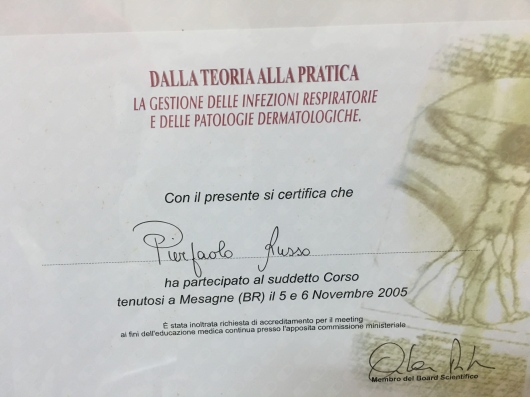 DALLA TEORIA ALLA PRATICA
LA GESTIONE DELLE INFEZIONI RESPIRATORIE
E DELLE PATOLOGIE DERMATOLOGICHE.
Con il presente si certifica che
Pierpaolo Russo
ha partecipato al suddetto Corso
tenutosi a Mesagne (BR) il 5 e 6 Novembre 2005
È stata inoltrata richiesta di accreditamento per il meeting
ai fini dell'educazione medica continua presso l'apposita commissione ministeriale
Membro del Board Scientifico